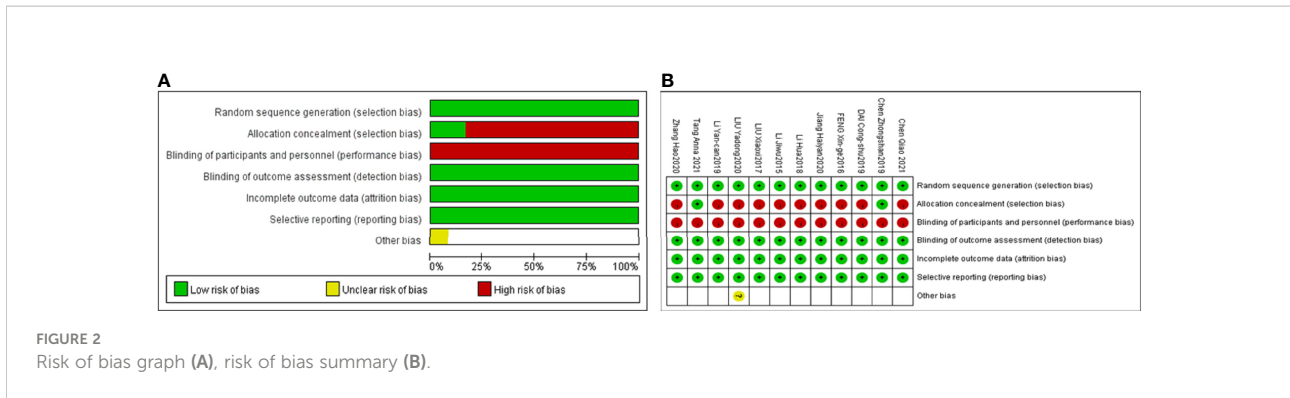 A
Random sequence generation (selection bias)
Allocation concealment (selection bias)
Blinding of participants and personnel (performance bias)
Blinding of outcome assessment (detection bias)
Incomplete outcome data (attrition bias)
Selective reporting (reporting bias)
Other bias
0% 25% 50% 75% 100%
Low risk of bias Unclear risk of bias High risk of bias
B
Zhang Hao2020
Tang Anna 2021
Li Yan-can2019
LIU Yadong2020
LIU Xiaoxi2017
Li Jiwu2015
Li Hua2018
Jiang Haiyan2020
FENG Xin-ge2016
DAI Cong-shu2019
Chen Zhongshan2019
Chen Qiao 2021
Random sequence generation (selection bias)
Allocation concealment (selection bias)
Blinding of participants and personnel (performance bias)
Blinding of outcome assessment (detection bias)
Incomplete outcome data (attrition bias)
Selective reporting (reporting bias)
Other bias
FIGURE 2
Risk of bias graph (A), risk of bias summary (B).